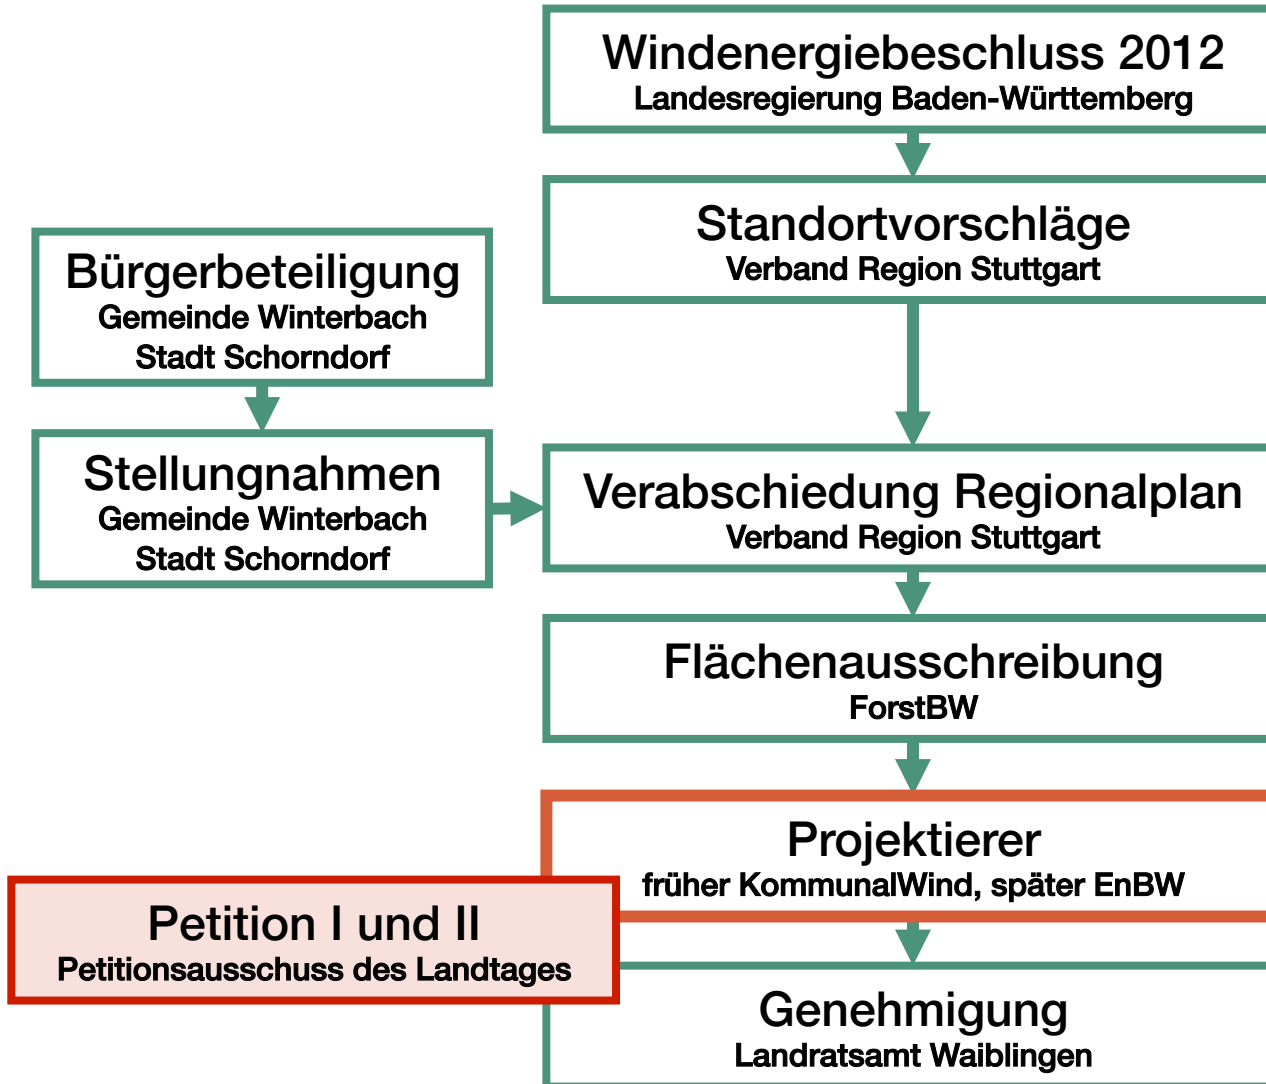 Windenergiebeschluss 2012
Landesregierung Baden-Württemberg
Standortvorschläge
Verband Region Stuttgart
Bürgerbeteiligung
Gemeinde Winterbach
Stadt Schorndorf
Stellungnahmen
Gemeinde Winterbach
Stadt Schorndorf
Verabschiedung Regionalplan
Verband Region Stuttgart
Flächenausschreibung
ForstBW
Projektierer
früher KommunalWind, später EnBW
Petition I und II
Petitionsausschuss des Landtages
Genehmigung
Landratsamt Waiblingen